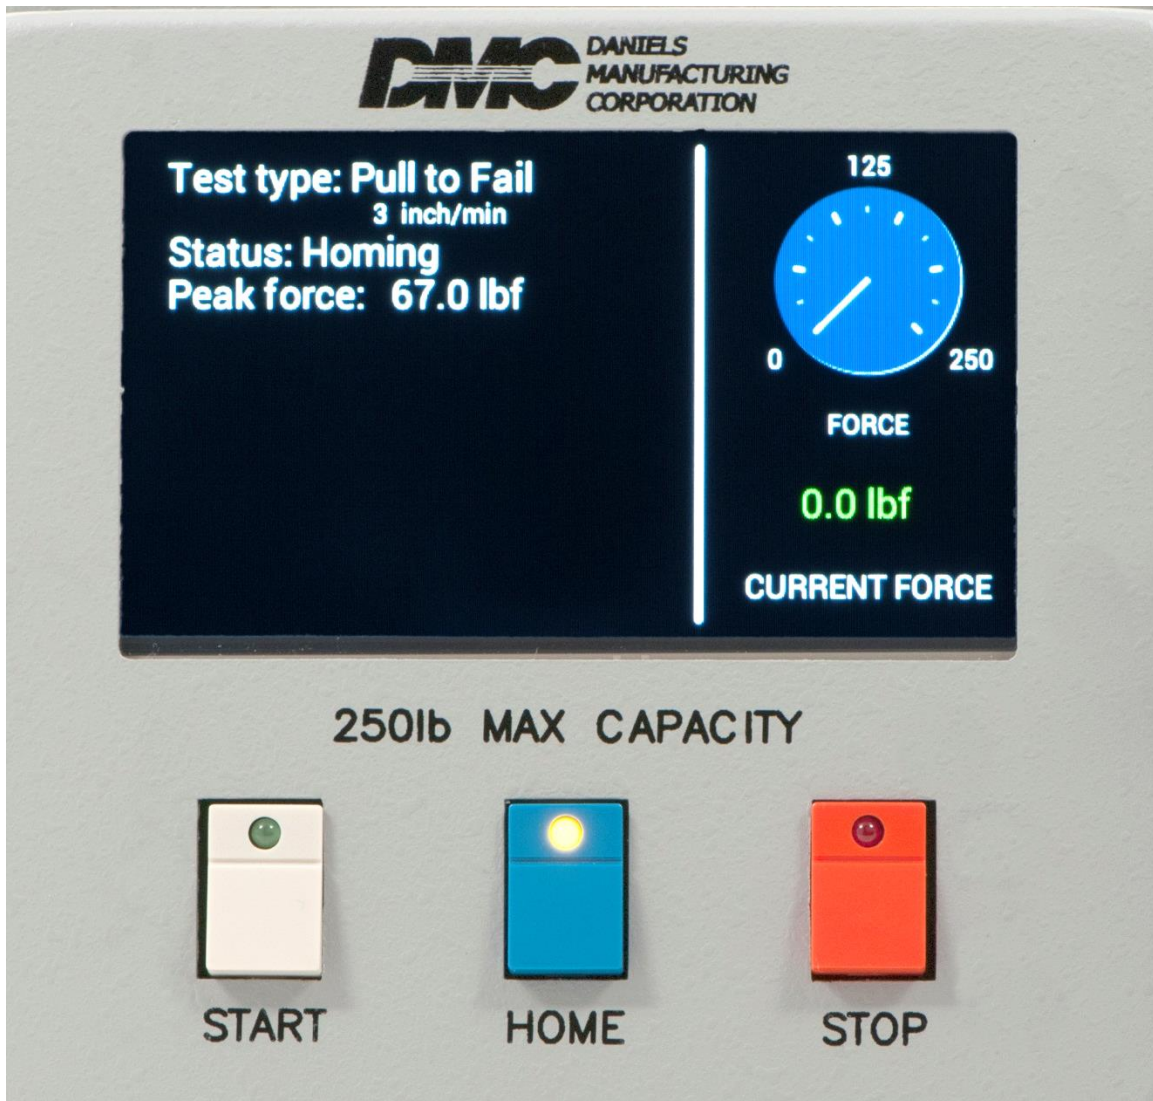 DMC
DANIELS
MANUFACTURING
CORPORATION
Test type: Pull to Fail
3 inch/min
Status: Homing
Peak force: 67.0 lbf
125
0
250
FORCE
0.0 lbf
CURRENT FORCE
250lb MAX CAPACITY
START
HOME
STOP